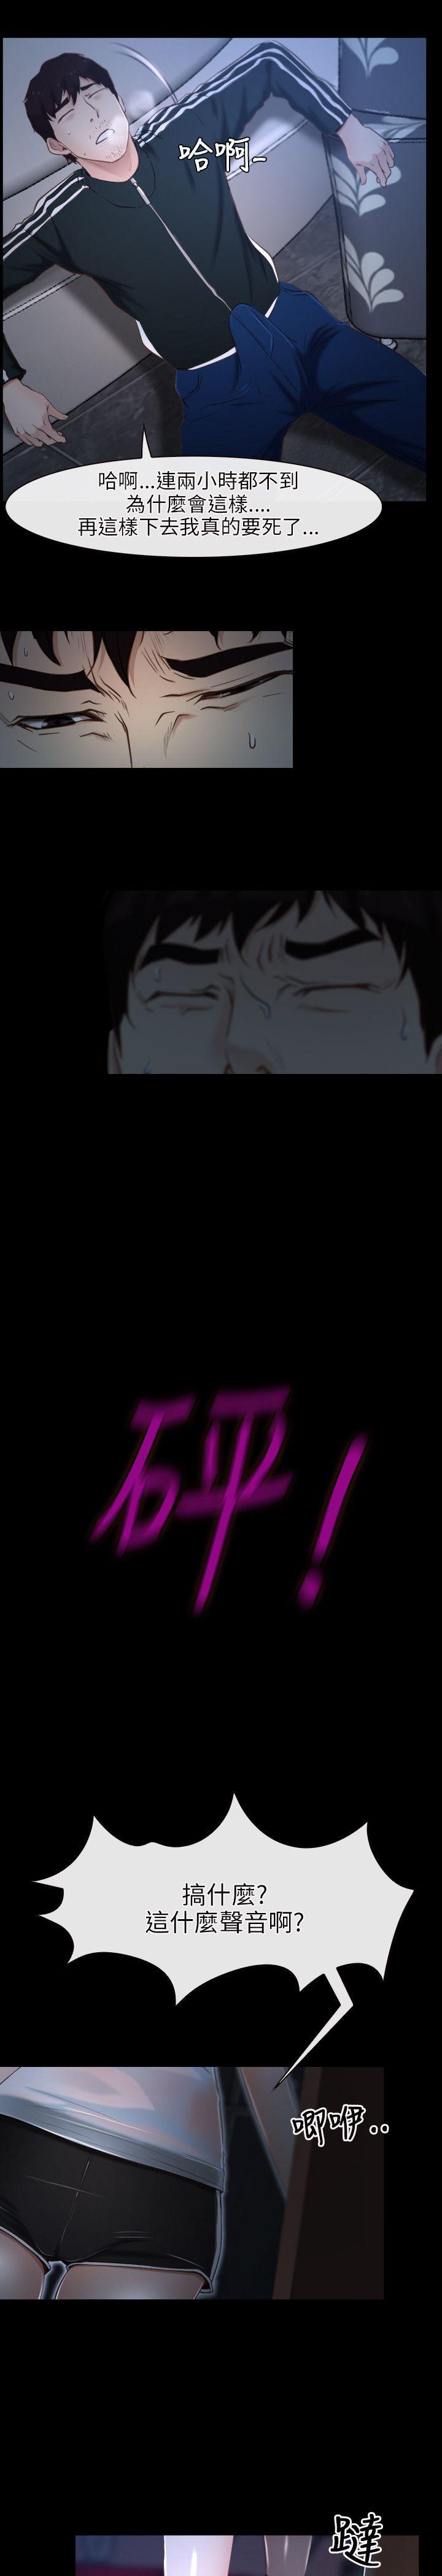 哈啊~
哈啊...連兩小時都不到
為什麼會這樣....
再這樣下去我真的要死了...
砰!
搞什麼?
這什麼聲音啊?
唧咿..
躂